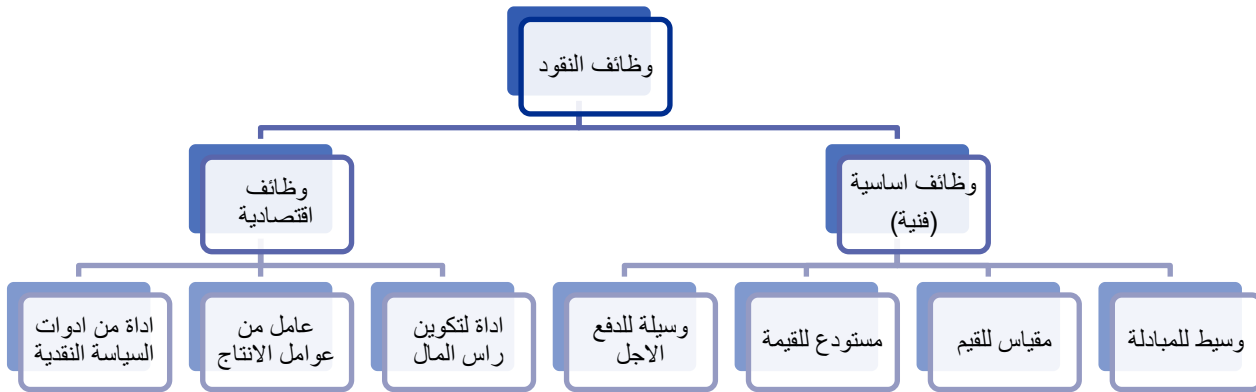 وظائف النقود
وظائف اساسية
(فنية)
وظائف
اقتصادية
وسيط للمبادلة
مقياس للقيم
مستودع للقيمة
وسيلة للدفع
الاجل
اداة لتكوين
راس المال
عامل من
عوامل الانتاج
اداة من ادوات
السياسة النقدية